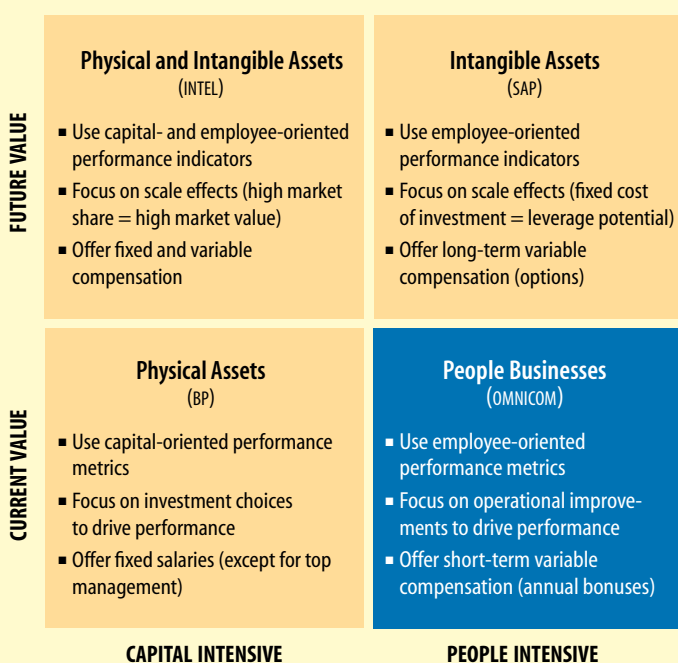 FUTURE VALUE
Physical and Intangible Assets
(INTEL)
▪ Use capital- and employee-oriented
performance indicators
▪ Focus on scale effects (high market
share = high market value)
▪ Offer fixed and variable
compensation
Intangible Assets
(SAP)
▪ Use employee-oriented
performance indicators
▪ Focus on scale effects (fixed cost
of investment = leverage potential)
▪ Offer long-term variable
compensation (options)
CURRENT VALUE
Physical Assets
(BP)
▪ Use capital-oriented performance
metrics
▪ Focus on investment choices
to drive performance
▪ Offer fixed salaries (except for top
management)
People Businesses
(OMNICOM)
▪ Use employee-oriented
performance metrics
▪ Focus on operational improve-
ments to drive performance
▪ Offer short-term variable
compensation (annual bonuses)
CAPITAL INTENSIVE
PEOPLE INTENSIVE